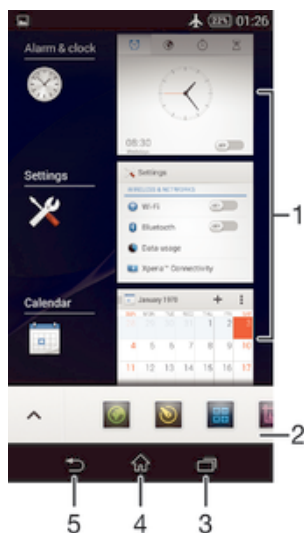 22% 01:26
Alarm & clock
08:30
Settings
Settings
WIRELESS & NETWORKS
Wi-Fi
Bluetooth
Data usage
Xperia™ Connectivity
Calendar
January 1970
1 2 3
4 5 6 7 8 9 10
11 12 13 14 15 16 17
1
2
5 4 3